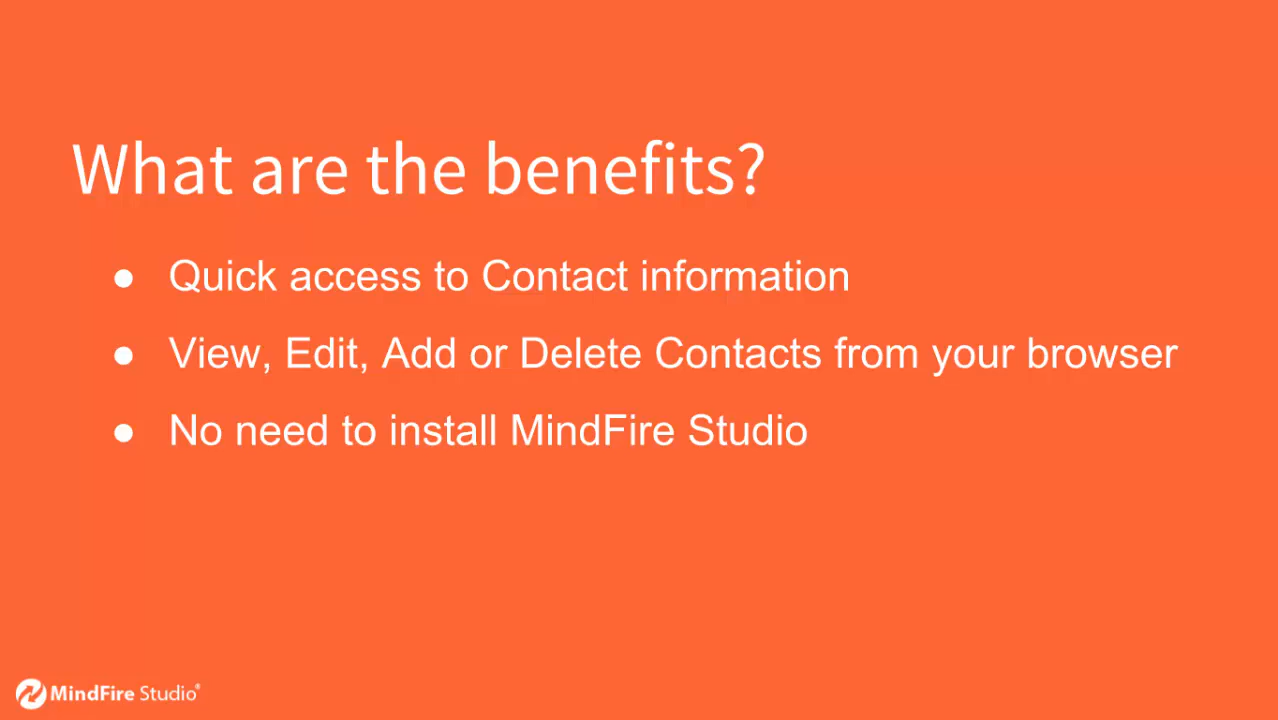 What are the benefits?
● Quick access to Contact information
● View, Edit, Add or Delete Contacts from your browser
● No need to install MindFire Studio
MindFire Studio®